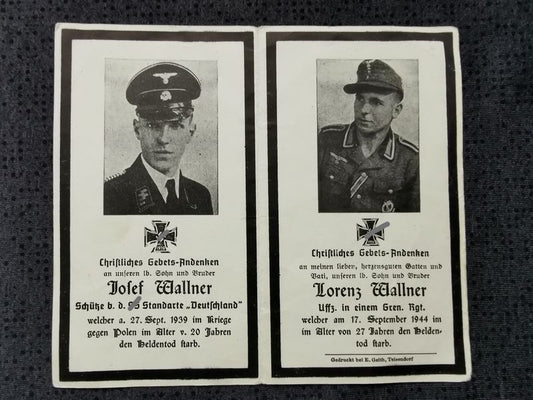 Christliches Gebets-Andenken
an unseren lb. Sohn und Bruder
Josef Wallner
Schütze b. d. SS Standarte „Deutschland“
welcher a. 27. Sept. 1939 im Kriege
gegen Polen im Alter v. 20 Jahren
den Heldentod starb.
Christliches Gebets-Andenken
an meinen lieben, herzensguten Gatten und
Vati, unseren lb. Sohn und Bruder
Lorenz Wallner
Uffz. in einem Gren. Rgt.
welcher am 17. September 1944 im
im Alter von 27 Jahren den Helden-
tod starb.
Gedruckt bei E. Gaith, Teisendorf